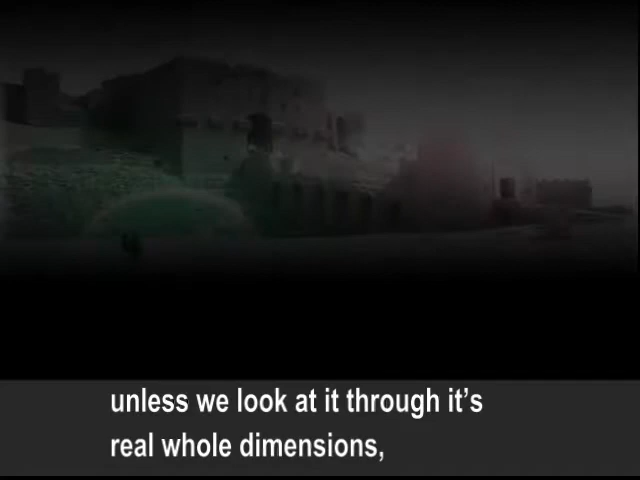 unless we look at it through it’s
real whole dimensions,